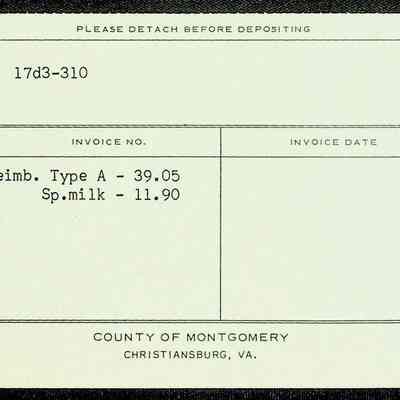 PLEASE DETACH BEFORE DEPOSITING
17d3-310
INVOICE NO. INVOICE DATE
eimb. Type A - 39.05
Sp.milk - 11.90
COUNTY OF MONTGOMERY
CHRISTIANSBURG, VA.